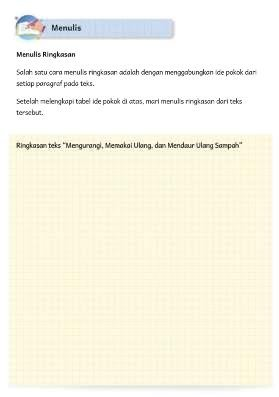 Menulis
Menulis Ringkasan
Salah satu cara menulis ringkasan adalah dengan menggabungkan ide pokok dari
setiap paragraf pada teks.
Setelah melengkapi tabel ide pokok di atas, mari menulis ringkasan dari teks
tersebut.
Ringkasan teks “Mengurangi, Memakai Ulang, dan Mendaur Ulang Sampah”